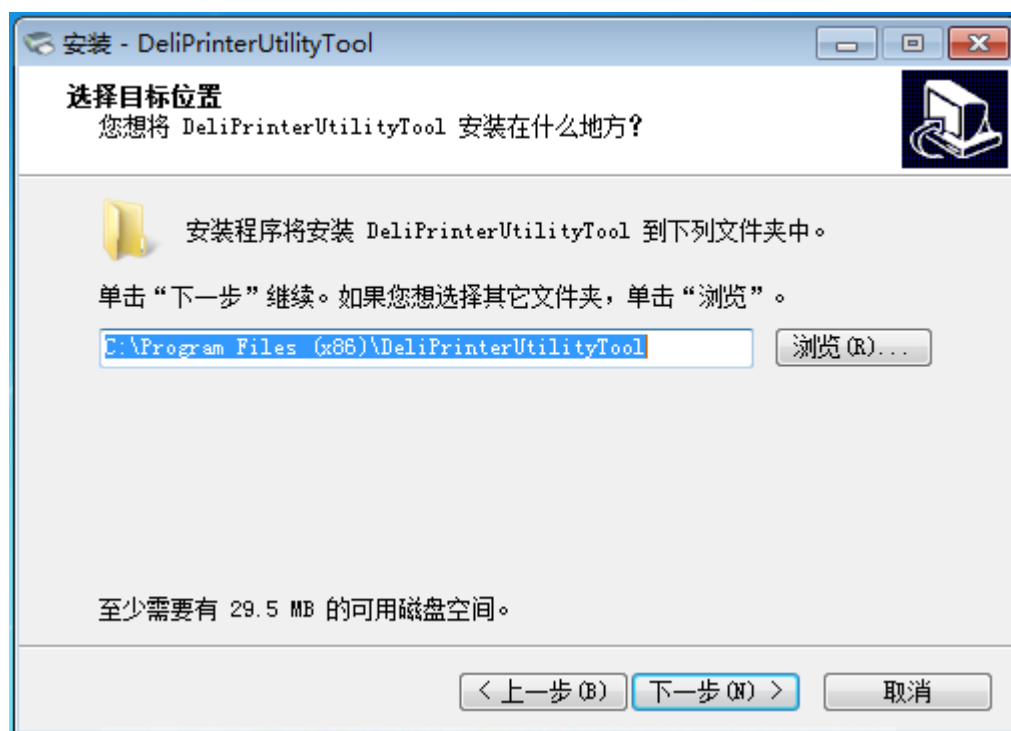 安装 - DeliPrinterUtilityTool
选择目标位置
您想将 DeliPrinterUtilityTool 安装在什么地方?
安装程序将安装 DeliPrinterUtilityTool 到下列文件夹中。
单击“下一步”继续。如果您想选择其它文件夹，单击“浏览”。
C:\Program Files (x86)\DeliPrinterUtilityTool
浏览(R)...
至少需要有 29.5 MB 的可用磁盘空间。
< 上一步(B) 下一步(N) > 取消